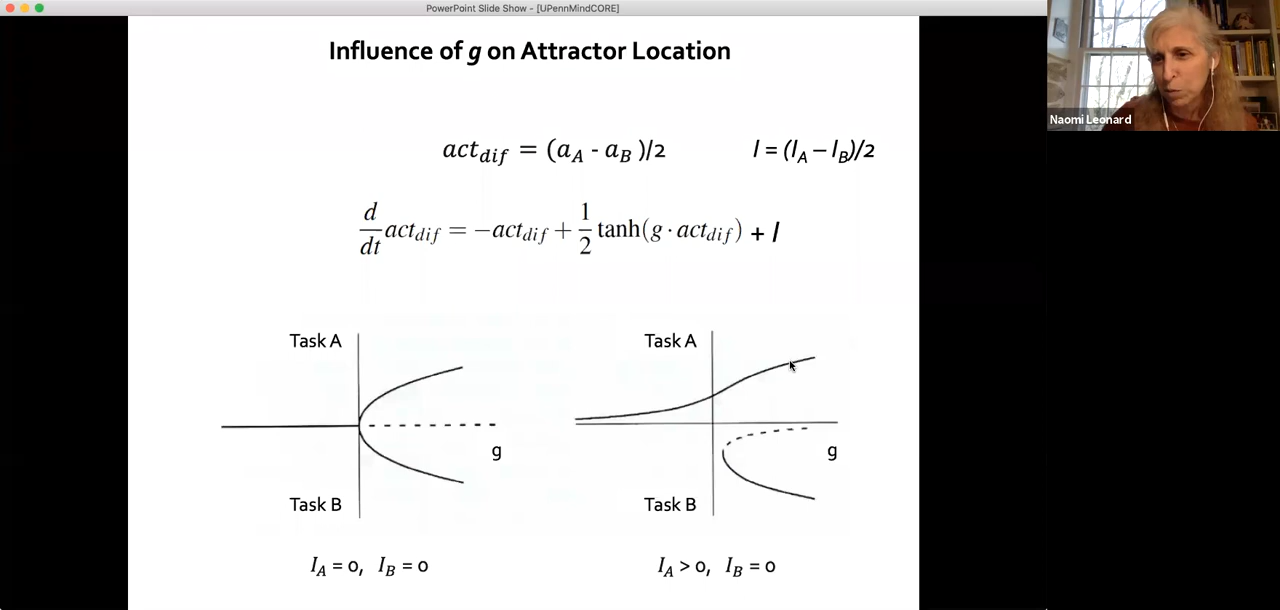 PowerPoint Slide Show - [UPennMindCORE]
Naomi Leonard
Influence of g on Attractor Location
act_dif = (a_A - a_B )/2
I = (I_A – I_B)/2
d/dt act_dif = −act_dif + 1/2 tanh(g · act_dif) + I
Task A
g
Task B
I_A = 0, I_B = 0
Task A
g
Task B
I_A > 0, I_B = 0